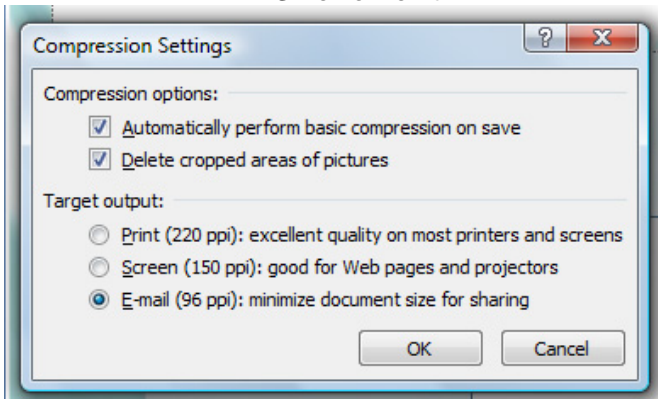 Compression Settings
Compression options:
Automatically perform basic compression on save
Delete cropped areas of pictures
Target output:
Print (220 ppi): excellent quality on most printers and screens
Screen (150 ppi): good for Web pages and projectors
E-mail (96 ppi): minimize document size for sharing
OK Cancel